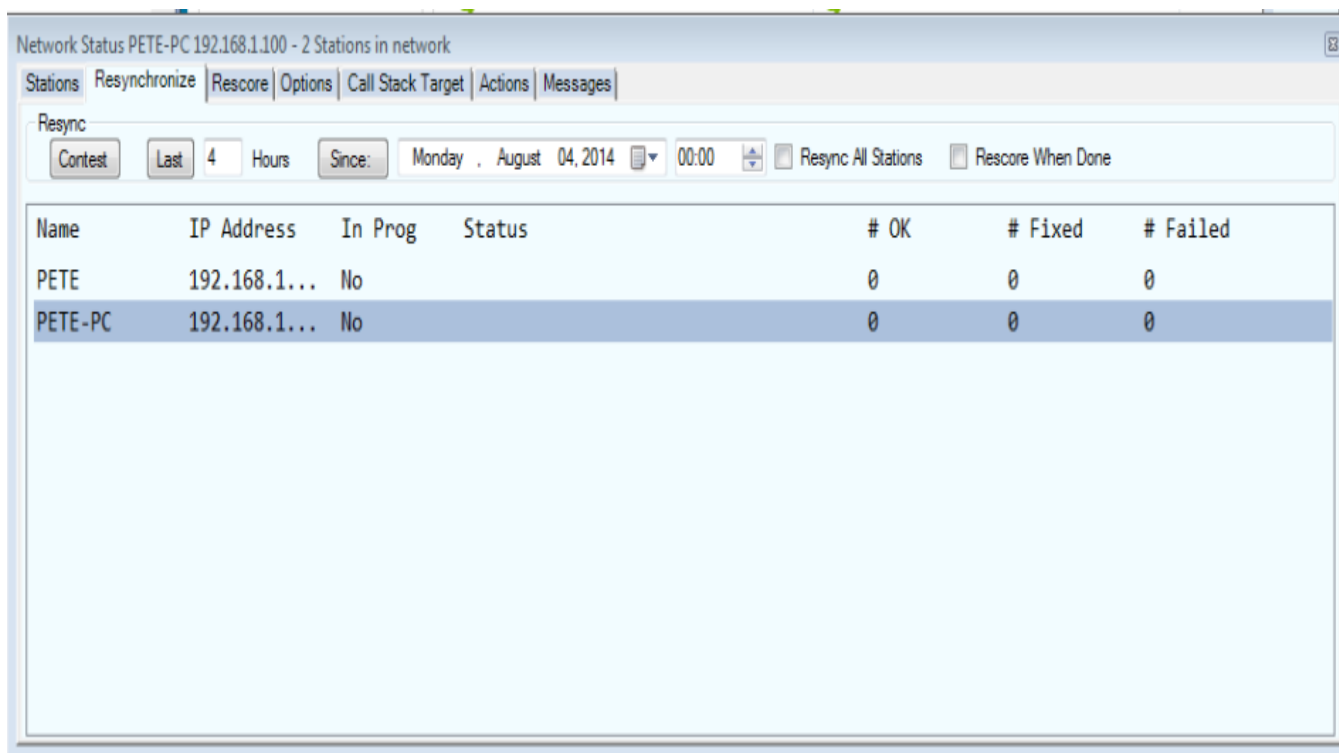 Network Status PETE-PC 192.168.1.100 - 2 Stations in network
Stations Resynchronize Rescore Options Call Stack Target Actions Messages
Resync
Contest Last 4 Hours Since: Monday , August 04, 2014 00:00 Resync All Stations Rescore When Done
Name IP Address In Prog Status # OK # Fixed # Failed
PETE 192.168.1... No 0 0 0
PETE-PC 192.168.1... No 0 0 0